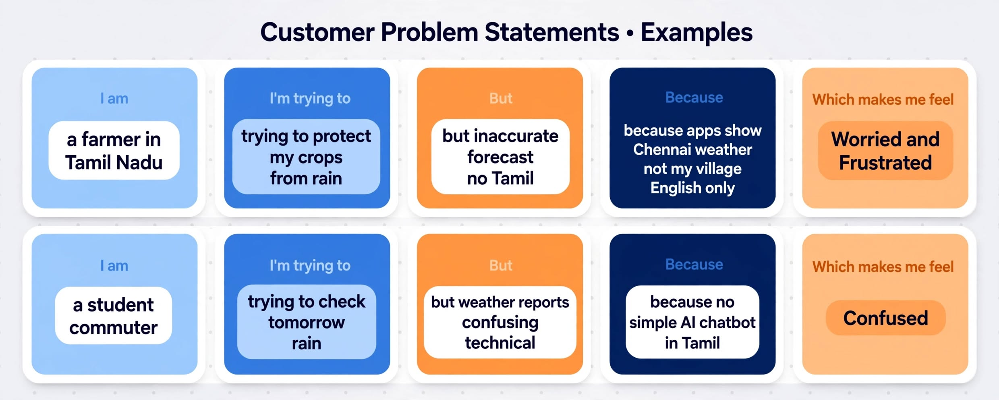 Customer Problem Statements • Examples
I am
a farmer in
Tamil Nadu
I'm trying to
trying to protect
my crops
from rain
But
but inaccurate
forecast
no Tamil
Because
because apps show
Chennai weather
not my village
English only
Which makes me feel
Worried and
Frustrated
I am
a student
commuter
I'm trying to
trying to check
tomorrow
rain
But
but weather reports
confusing
technical
Because
because no
simple AI chatbot
in Tamil
Which makes me feel
Confused